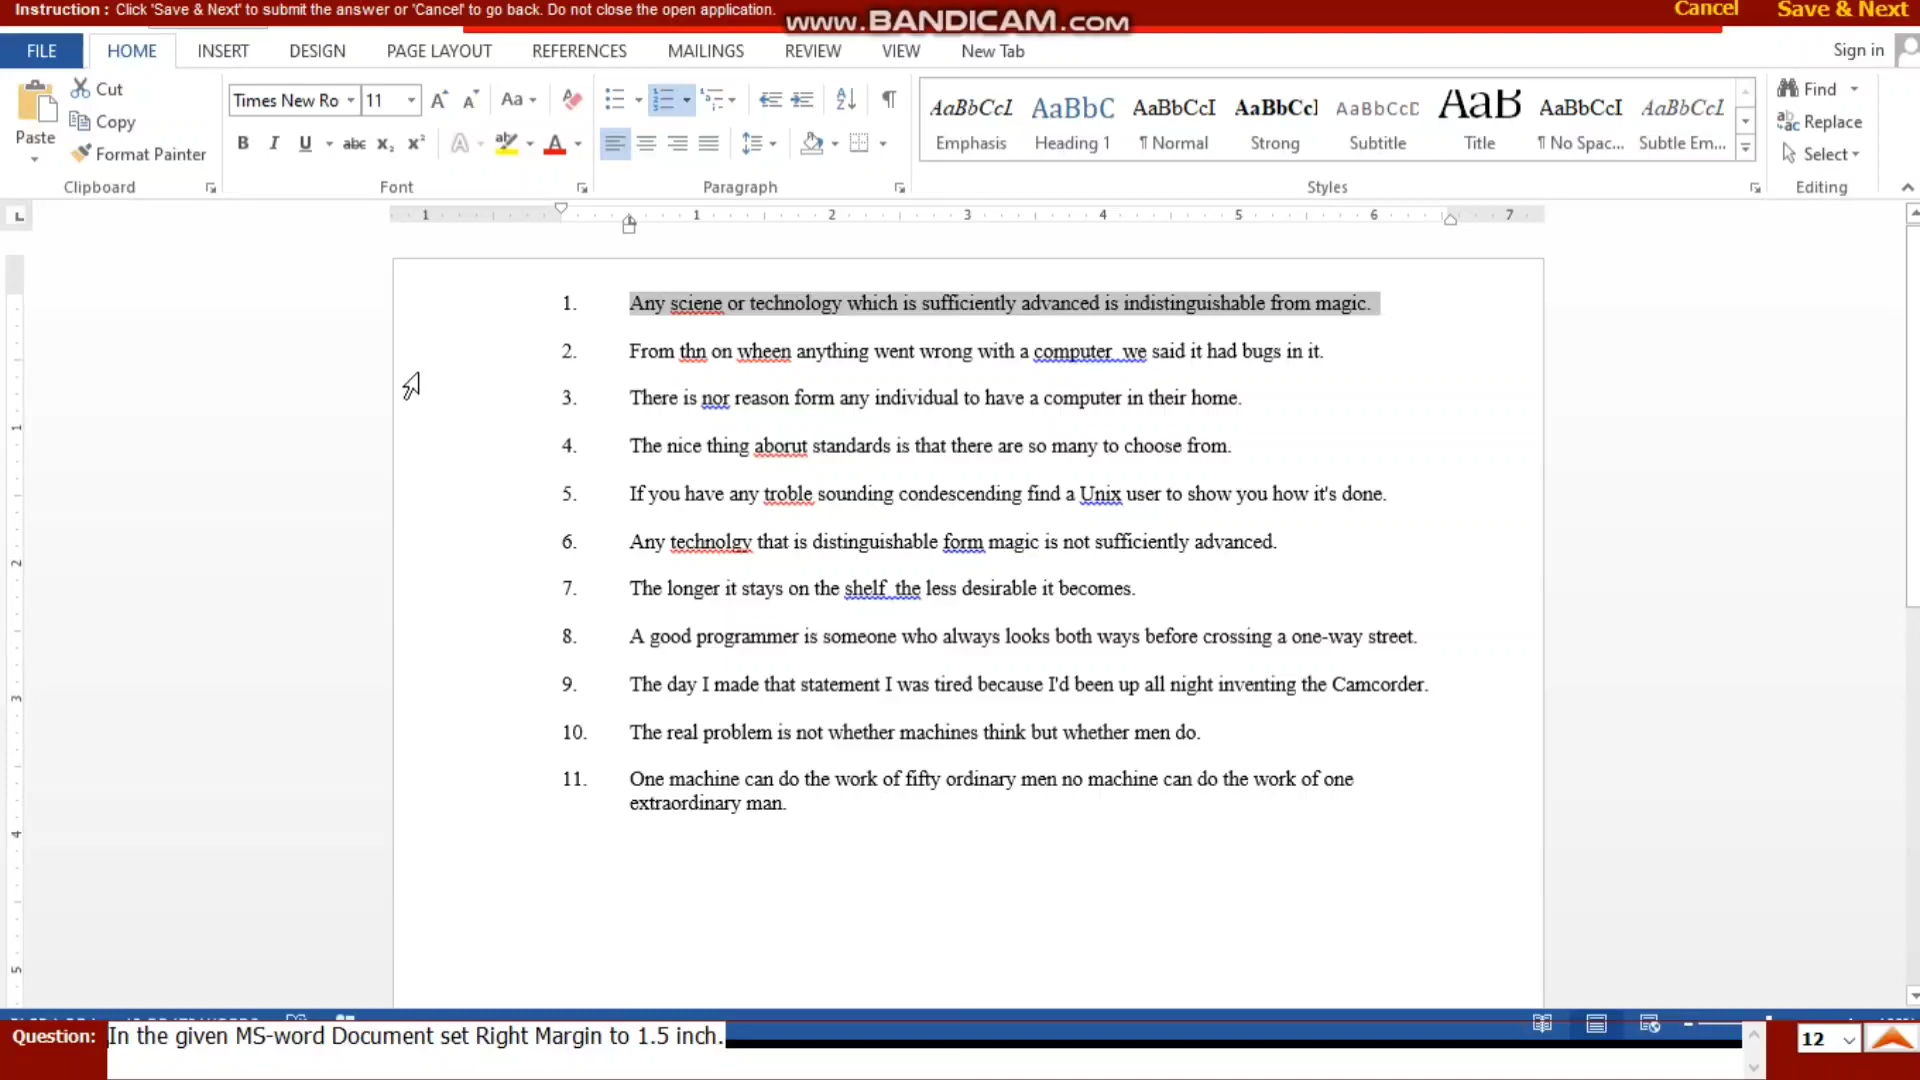 Instruction : Click 'Save & Next' to submit the answer or 'Cancel' to go back. Do not close the open application.
www.BANDICAM.com
Cancel Save & Next
FILE HOME INSERT DESIGN PAGE LAYOUT REFERENCES MAILINGS REVIEW VIEW New Tab Sign in
Paste
Cut
Copy
Format Painter
Clipboard
Times New Ro 11
Font
Paragraph
AaBbCcI AaBbC AaBbCcI AaBbCcI AaBbCcD AaB AaBbCcI AaBbCcI
Emphasis Heading 1 ¶ Normal Strong Subtitle Title ¶ No Spac... Subtle Em...
Styles
Find
Replace
Select
Editing
1 1 2 3 4 5 6 7
1. Any sciene or technology which is sufficiently advanced is indistinguishable from magic.
2. From thn on wheen anything went wrong with a computer  we said it had bugs in it.
3. There is nor reason form any individual to have a computer in their home.
4. The nice thing aborut standards is that there are so many to choose from.
5. If you have any troble sounding condescending find a Unix user to show you how it's done.
6. Any technolgy that is distinguishable form magic is not sufficiently advanced.
7. The longer it stays on the shelf  the less desirable it becomes.
8. A good programmer is someone who always looks both ways before crossing a one-way street.
9. The day I made that statement I was tired because I'd been up all night inventing the Camcorder.
10. The real problem is not whether machines think but whether men do.
11. One machine can do the work of fifty ordinary men no machine can do the work of one
extraordinary man.
1
2
3
4
5
Question: In the given MS-word Document set Right Margin to 1.5 inch.
12